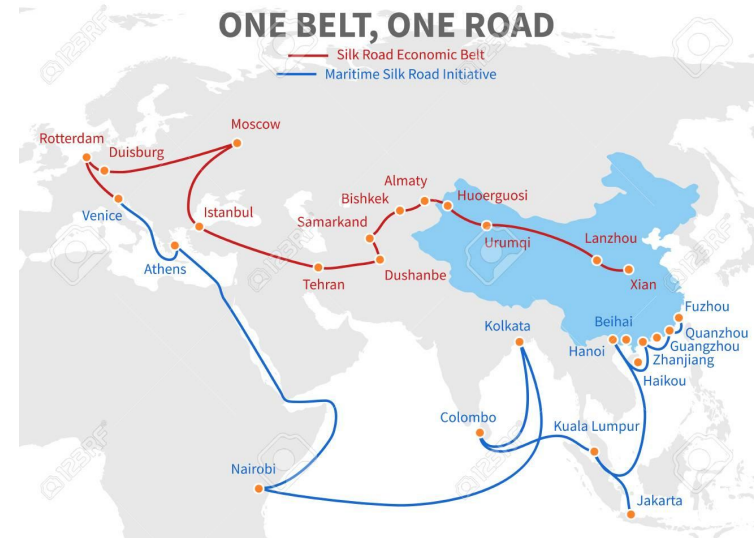 ONE BELT, ONE ROAD
Silk Road Economic Belt
Maritime Silk Road Initiative
Moscow
Rotterdam
Duisburg
Almaty
Huoerguosi
Bishkek
Venice
Istanbul
Samarkand
Urumqi
Lanzhou
Athens
Tehran
Dushanbe
Xian
Fuzhou
Kolkata
Beihai
Quanzhou
Hanoi
Guangzhou
Zhanjiang
Haikou
Colombo
Kuala Lumpur
Nairobi
Jakarta
123RF